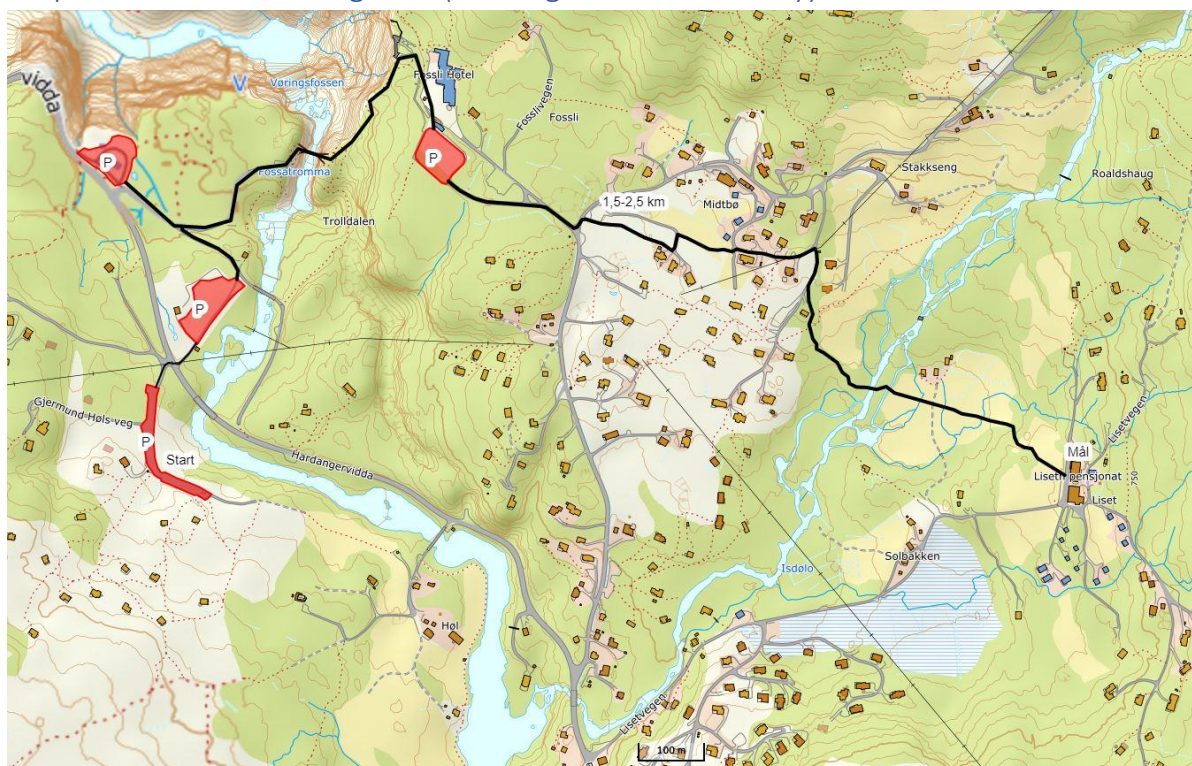 vidda
V
Vøringsfossen
Fossli Hotel
Fosslivegen
Fossli
P
P
Fossatromma
Stakkseng
Roaldshaug
1,5-2,5 km
Midtbø
Trolldalen
P
Gjermund Høls veg
P
Start
Hardangervidda
Mål
Lisetvegen
Liseth pensjonat
750
Liset
Solbakken
Isdølo
Høl
Lisetvegen
100 m